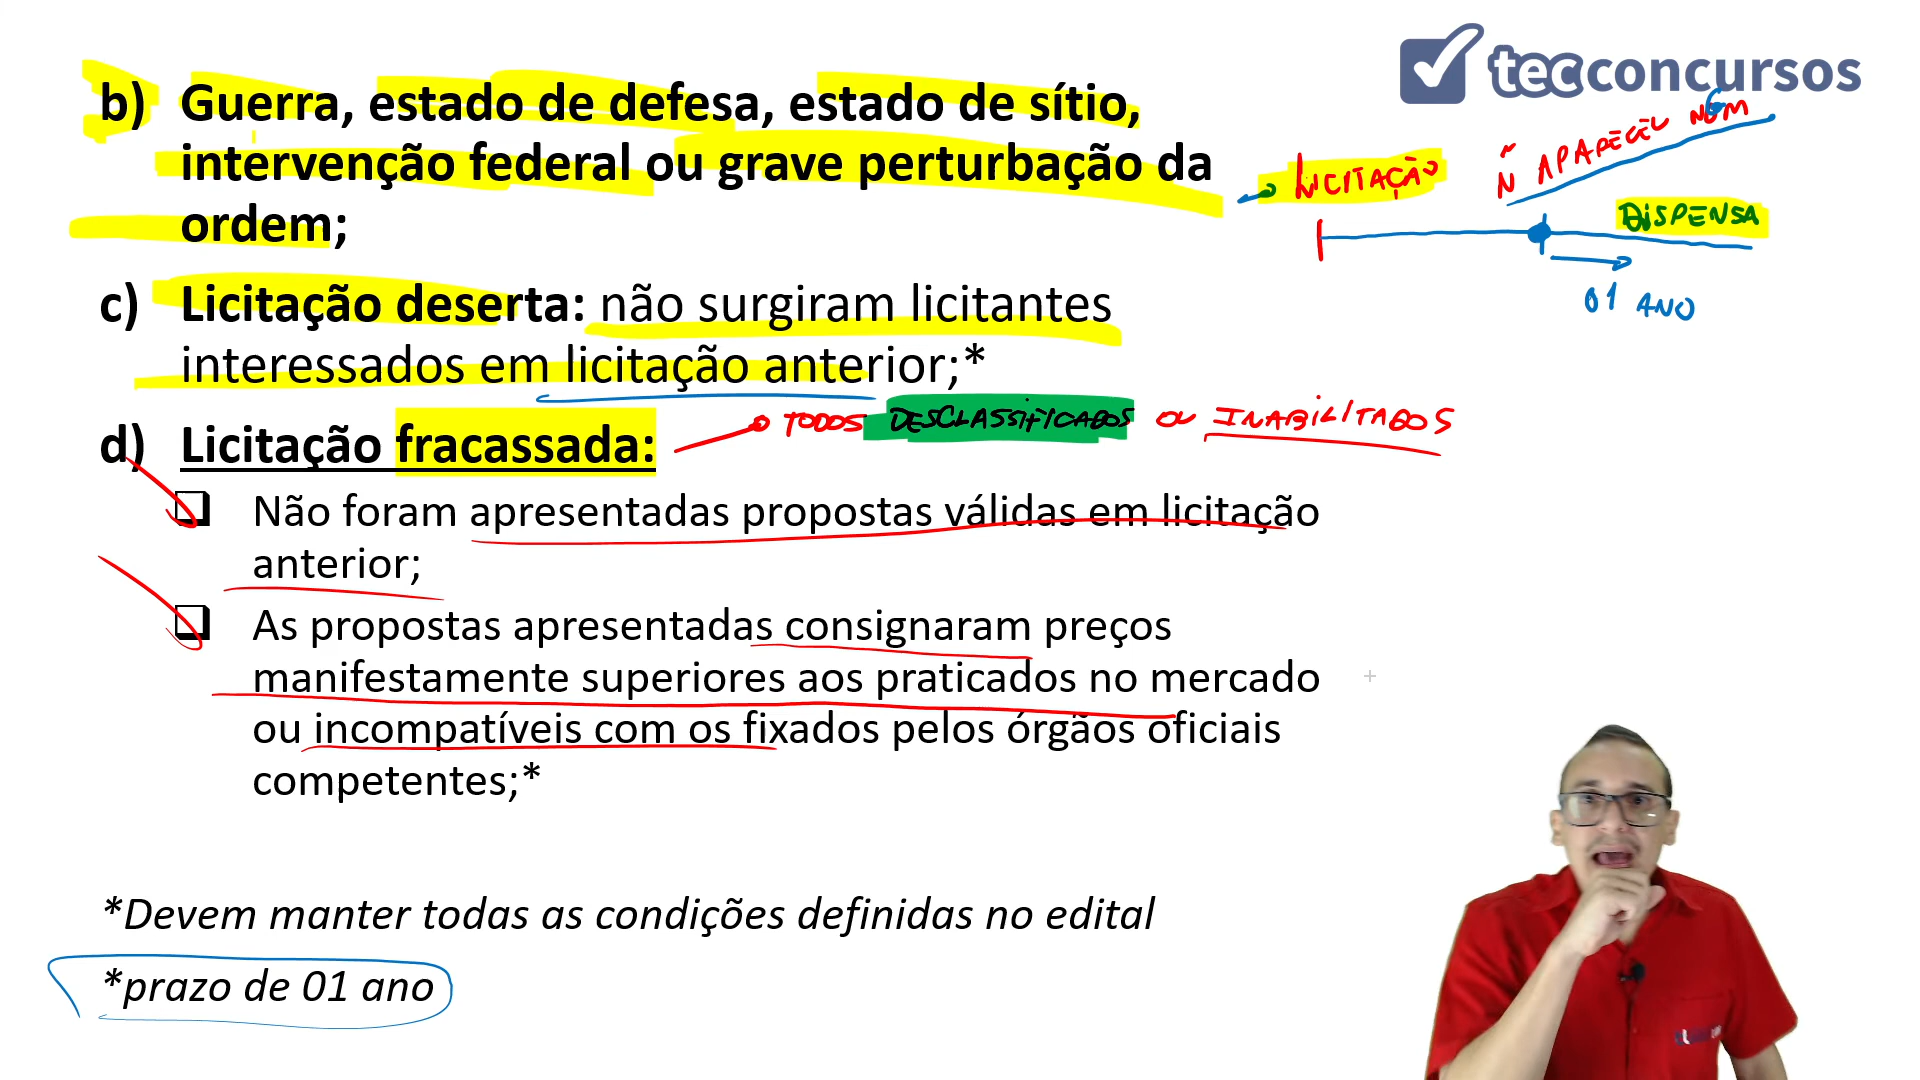 tecconcursos
b) Guerra, estado de defesa, estado de sítio,
intervenção federal ou grave perturbação da
ordem;
LICITAÇÃO
Ñ APARECEU
DISPENSA
01 ANO
c) Licitação deserta: não surgiram licitantes
interessados em licitação anterior;*
d) Licitação fracassada:
TODOS DESCLASSIFICADOS OU INABILITADOS
Não foram apresentadas propostas válidas em licitação
anterior;
As propostas apresentadas consignaram preços
manifestamente superiores aos praticados no mercado
ou incompatíveis com os fixados pelos órgãos oficiais
competentes;*
*Devem manter todas as condições definidas no edital
*prazo de 01 ano